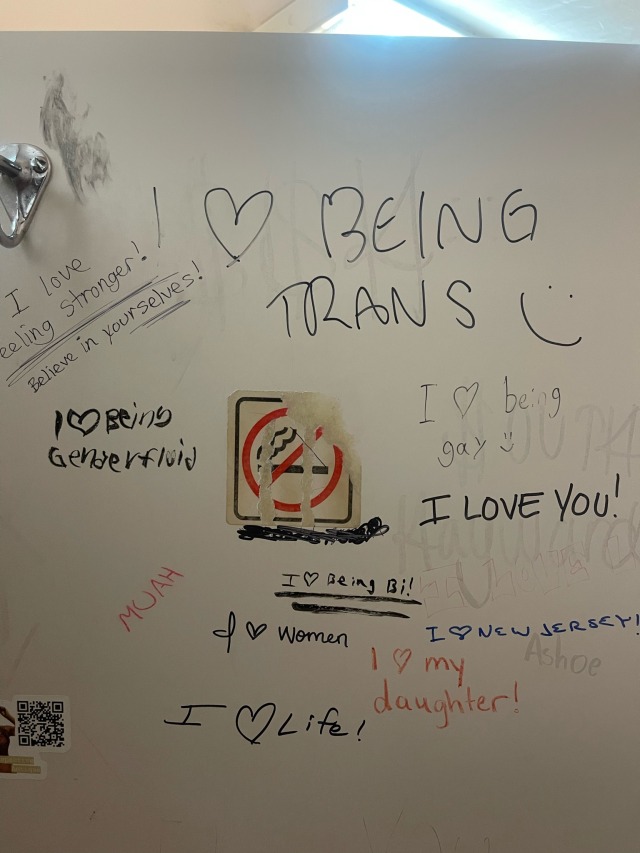 I ♡ BEING
TRANS :)
I love
eeling stronger!
Believe in yourselves!
I ♡ being
gay :)
I ♡ Being
Genderfluid
I LOVE YOU!
I ♡ Being Bi!
MUAH
I ♡ women
I ♡ NEW JERSEY!
Ashoe
I ♡ my
daughter!
I ♡ Life!